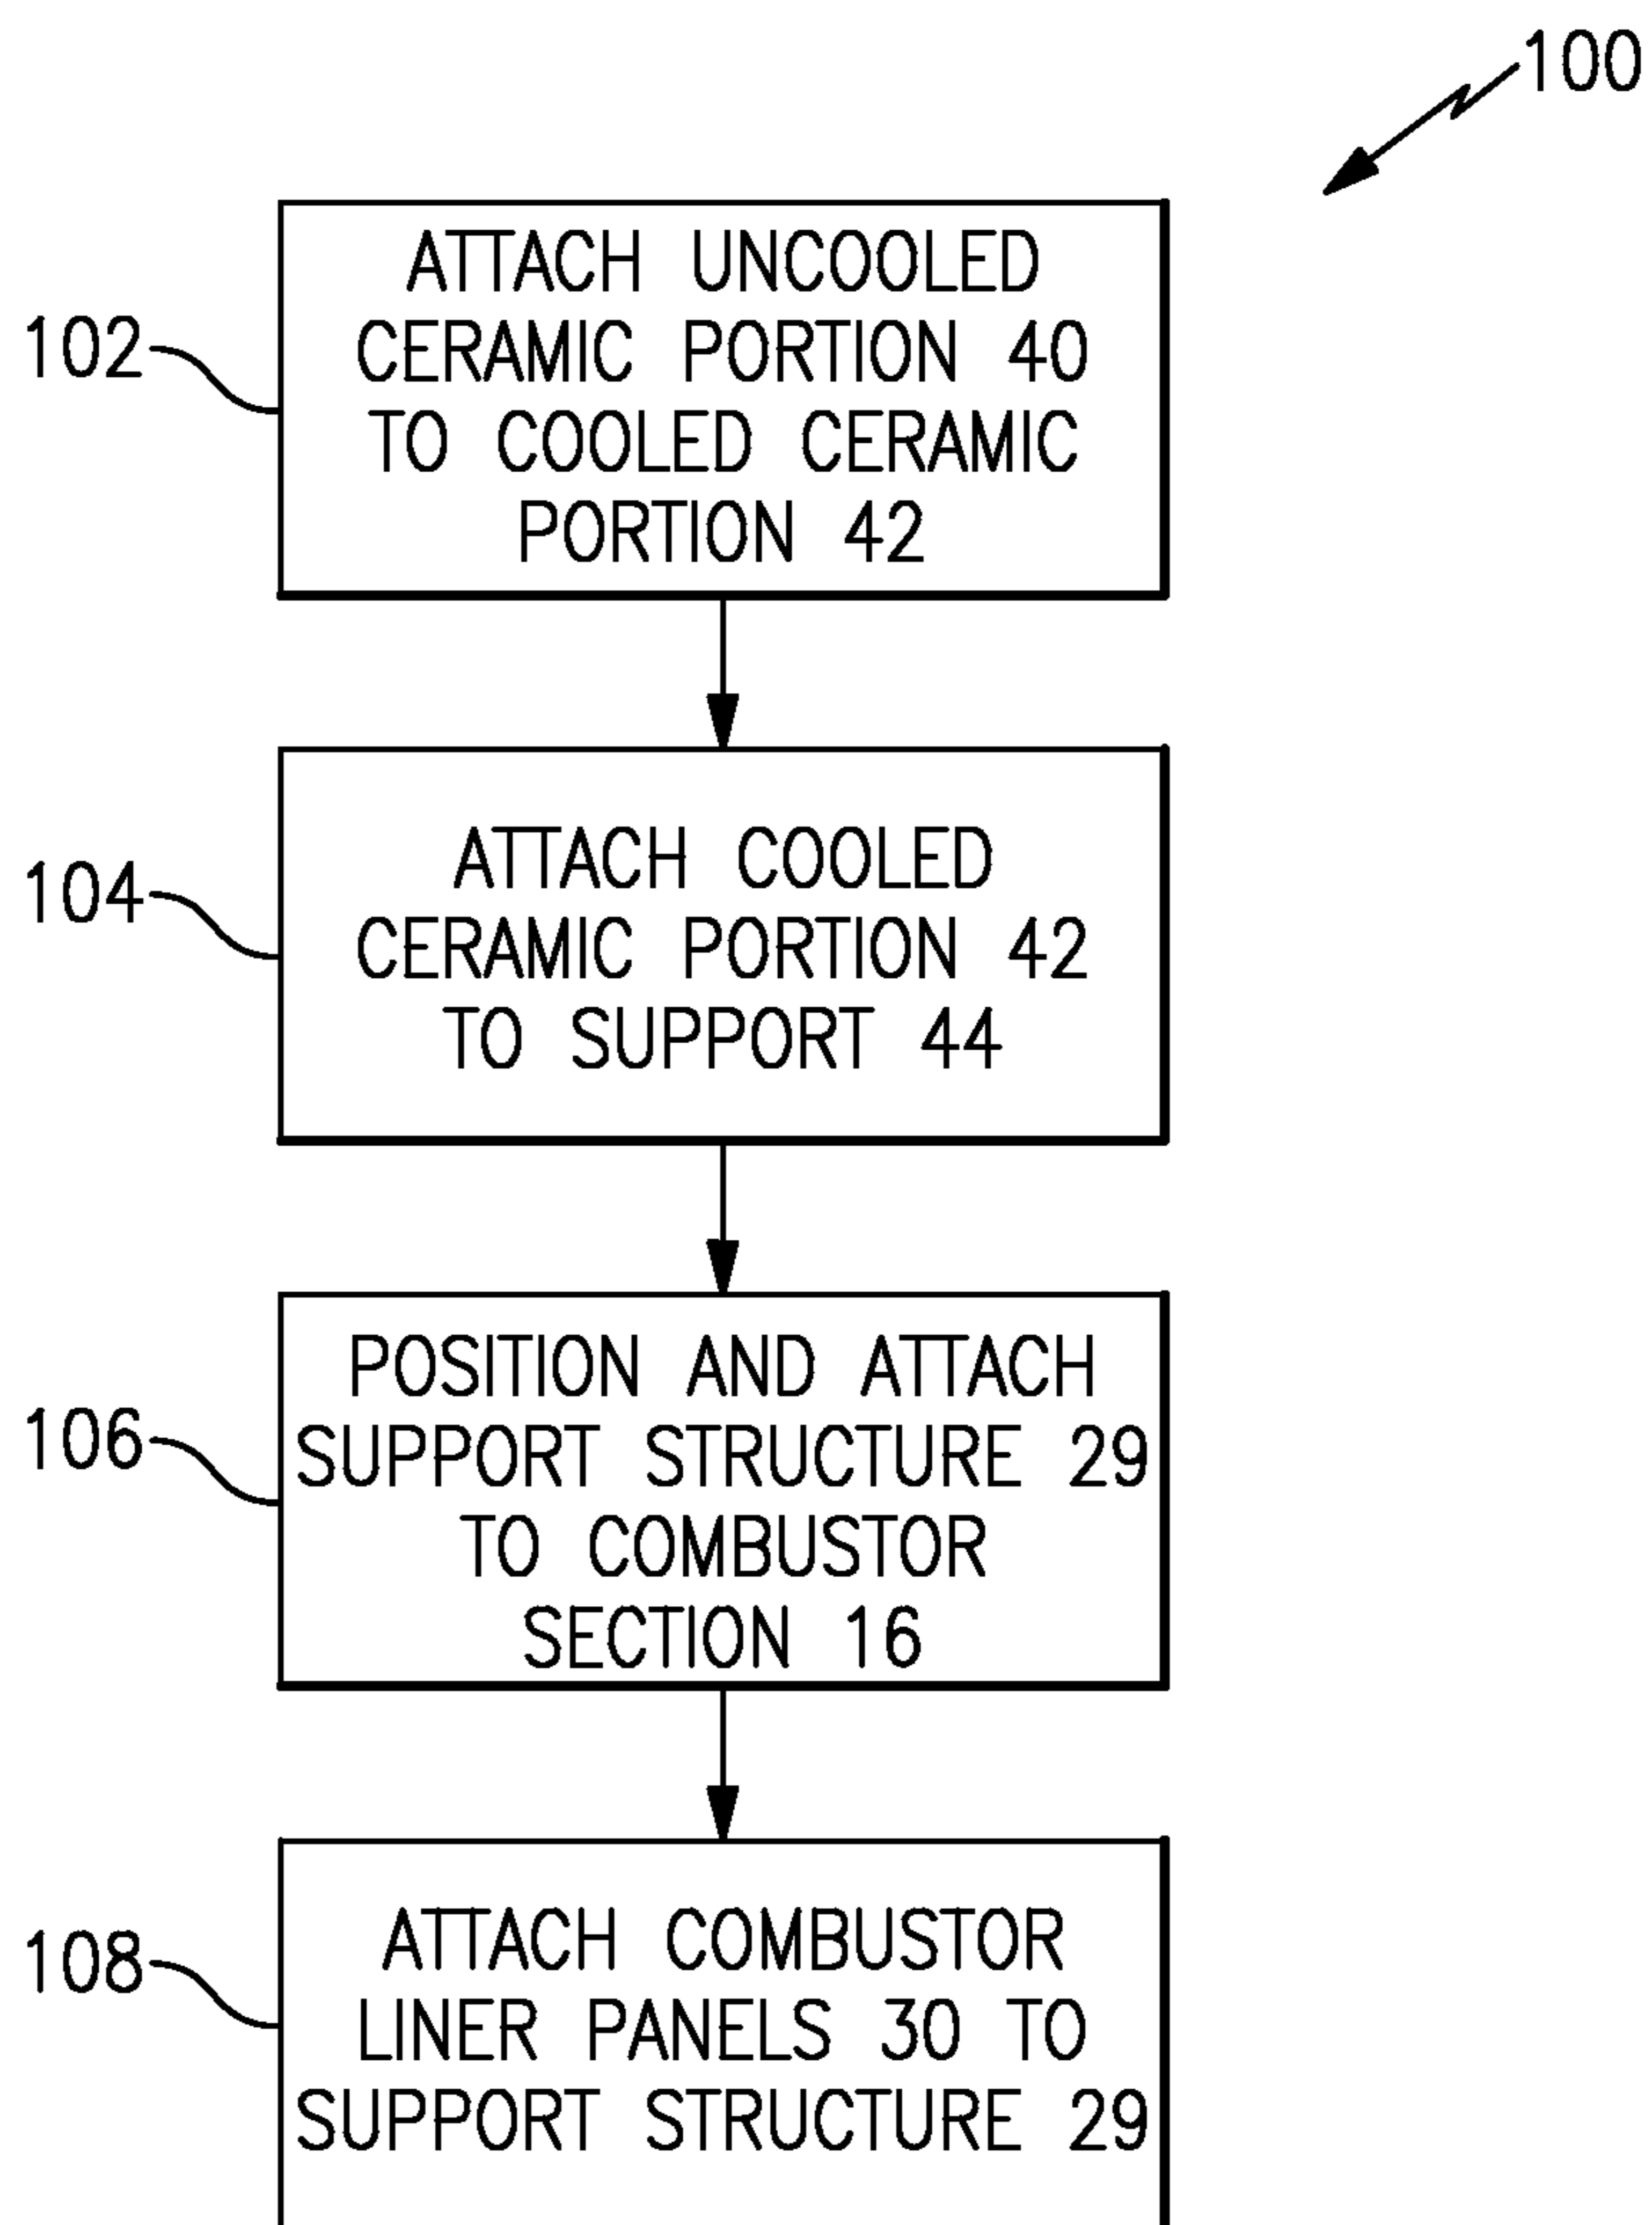 100
102
ATTACH UNCOOLED
CERAMIC PORTION 40
TO COOLED CERAMIC
PORTION 42
104
ATTACH COOLED
CERAMIC PORTION 42
TO SUPPORT 44
106
POSITION AND ATTACH
SUPPORT STRUCTURE 29
TO COMBUSTOR
SECTION 16
108
ATTACH COMBUSTOR
LINER PANELS 30 TO
SUPPORT STRUCTURE 29